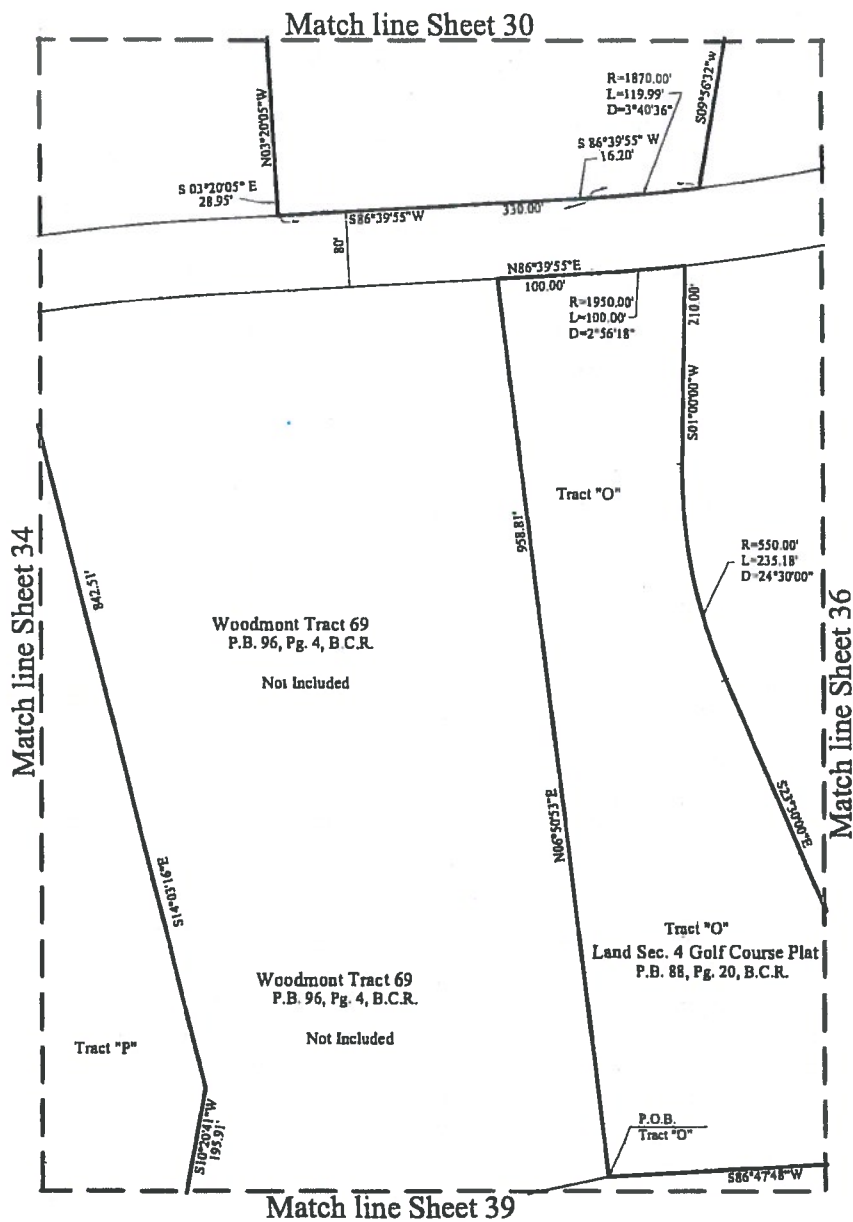 Match line Sheet 30
R=1870.00'
L=119.99'
D=3°40'36"
S09°56'32"w
N03°20'05"W
S 86°39'55" W
16.20'
S 03°20'05" E
28.95'
S86°39'55"W
330.00'
80'
N86°39'55"E
100.00'
R=1950.00'
L=100.00'
D=2°56'18"
210.00'
S01°00'00"W
Tract "O"
958.81'
Match line Sheet 34
842.51'
R=550.00'
L=235.18'
D=24°30'00"
Match line Sheet 36
Woodmont Tract 69
P.B. 96, Pg. 4, B.C.R.
Not Included
S23°30'00"E
N06°50'53"E
S14°03'16"E
Tract "O"
Land Sec. 4 Golf Course Plat
P.B. 88, Pg. 20, B.C.R.
Woodmont Tract 69
P.B. 96, Pg. 4, B.C.R.
Not Included
Tract "P"
S10°20'41"W
195.91'
P.O.B.
Tract "O"
S86°47'48"W
Match line Sheet 39